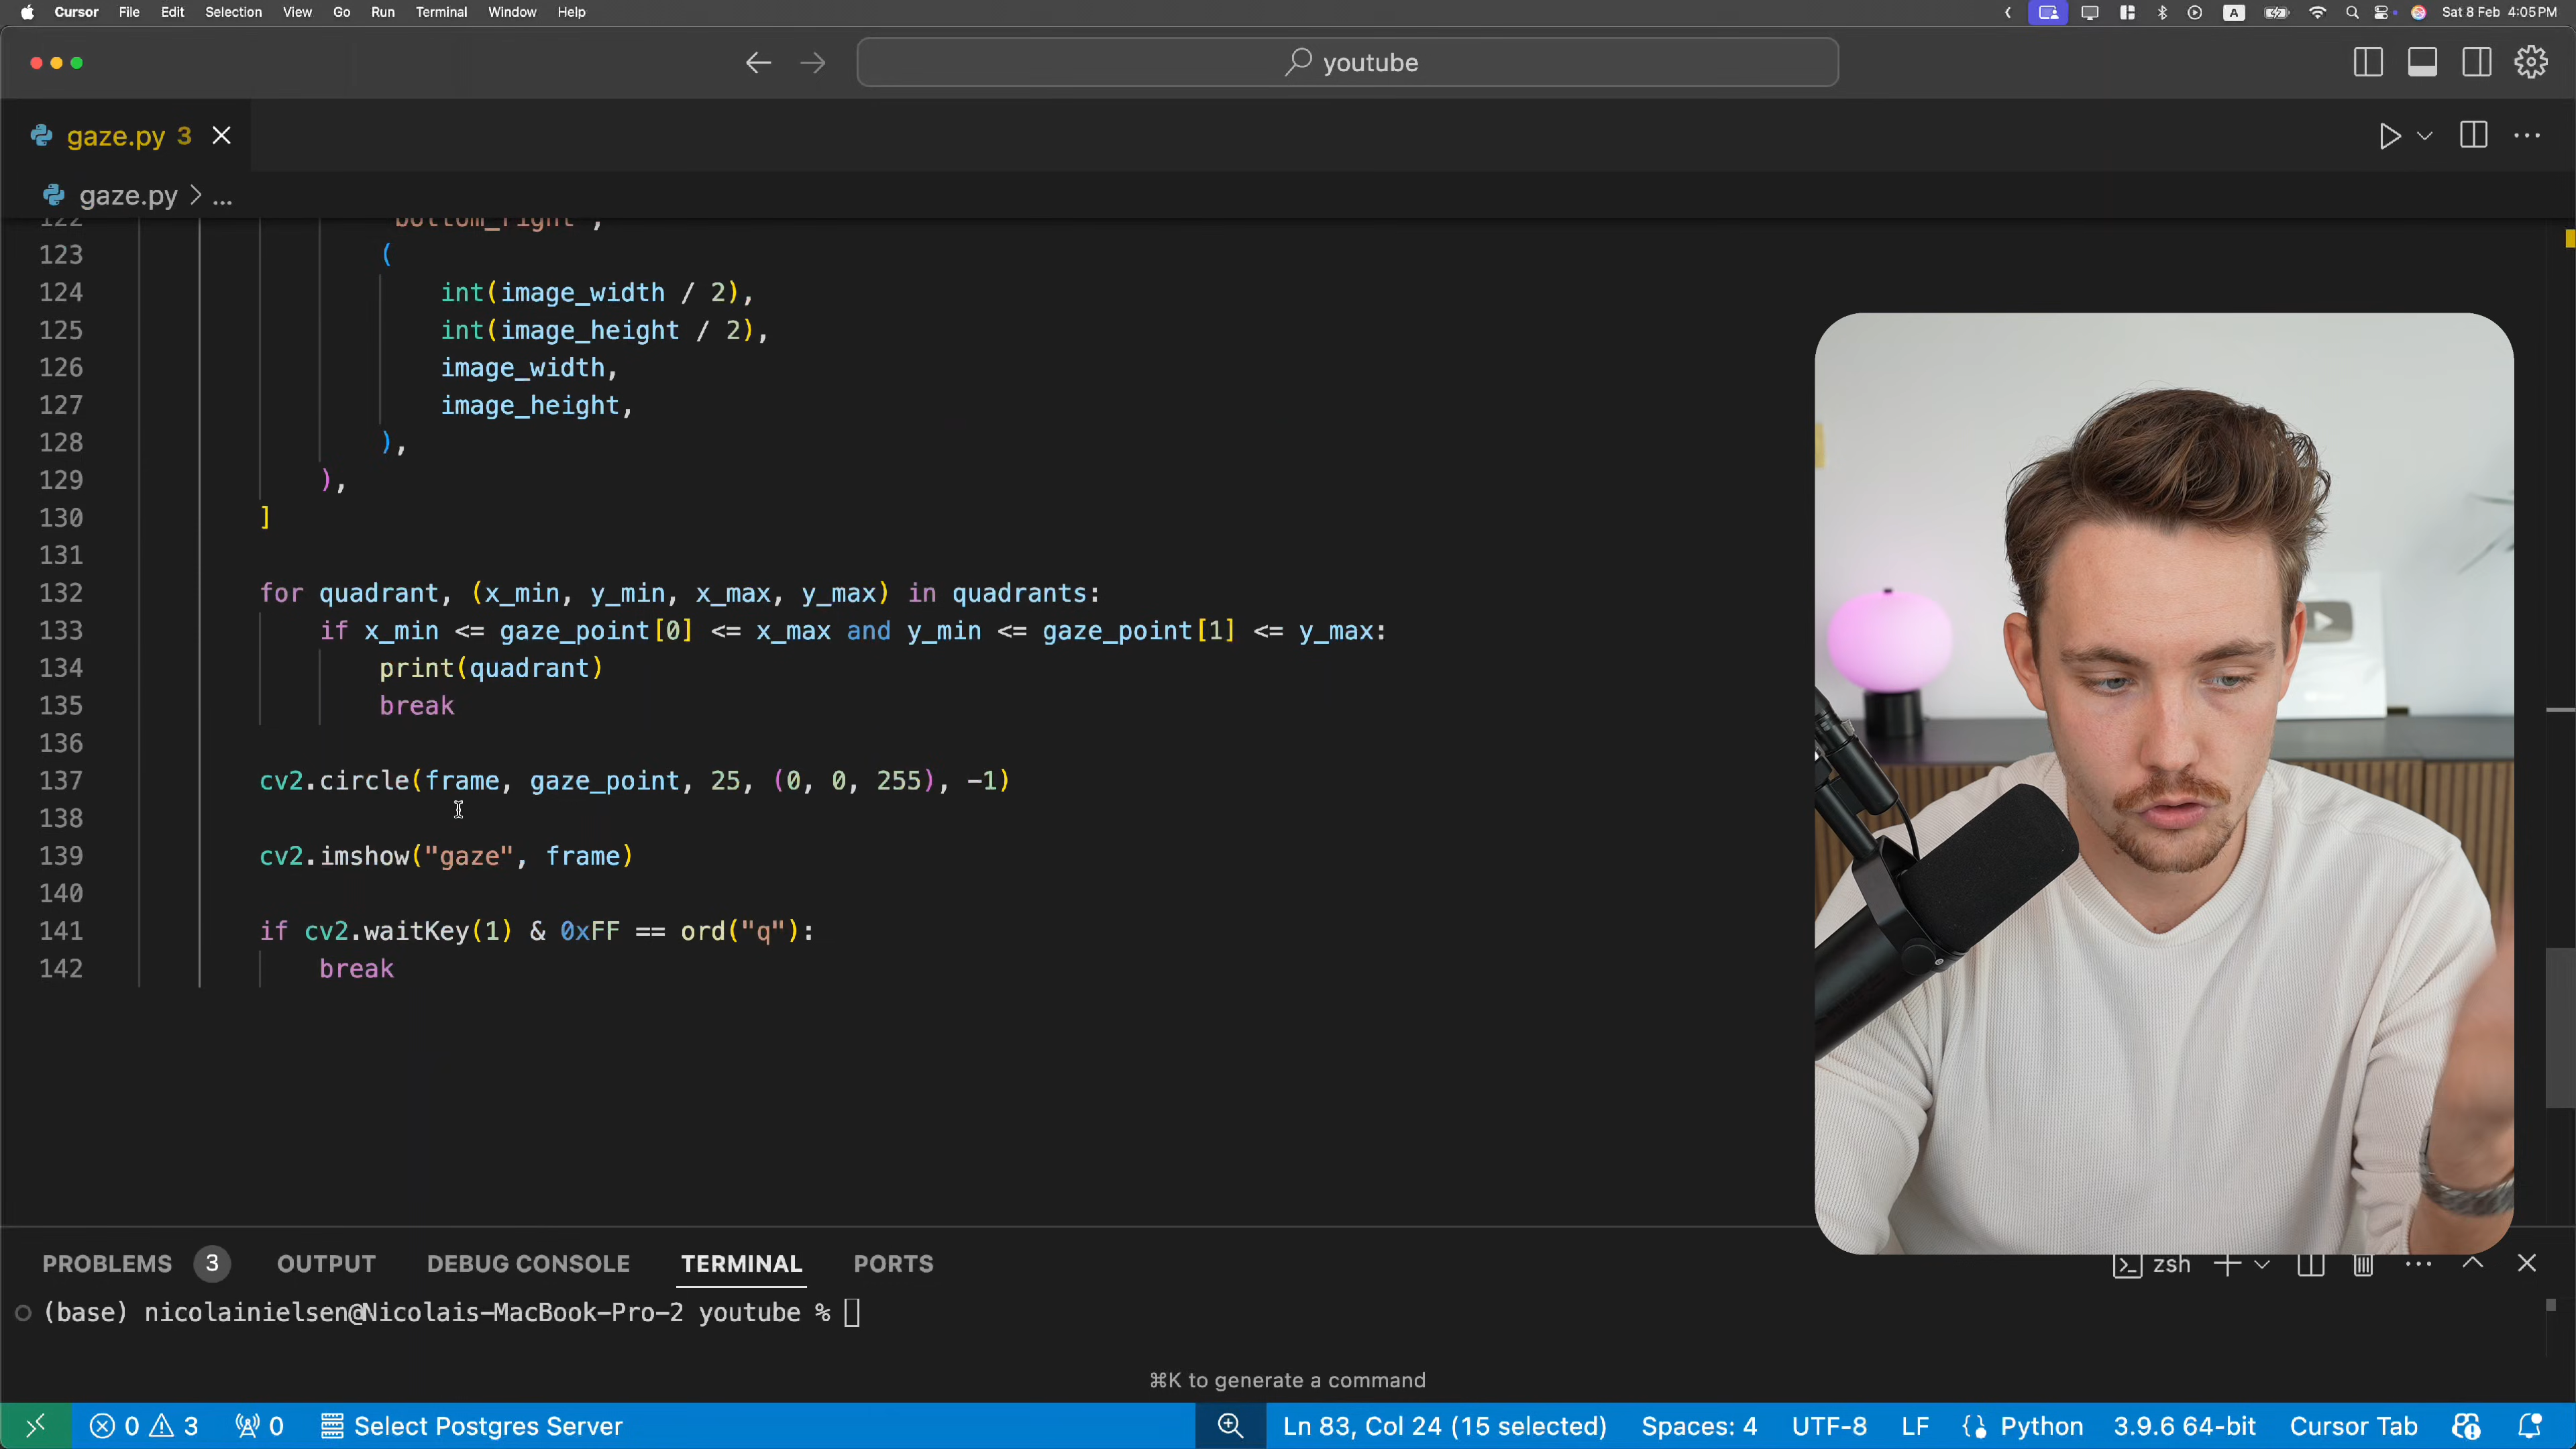 Cursor File Edit Selection View Go Run Terminal Window Help A Sat 8 Feb 4:05 PM
youtube
gaze.py 3
gaze.py > ...
122 bottom_right ,
123 (
124 int(image_width / 2),
125 int(image_height / 2),
126 image_width,
127 image_height,
128 ),
129 ),
130 ]
131
132 for quadrant, (x_min, y_min, x_max, y_max) in quadrants:
133 if x_min <= gaze_point[0] <= x_max and y_min <= gaze_point[1] <= y_max:
134 print(quadrant)
135 break
136
137 cv2.circle(frame, gaze_point, 25, (0, 0, 255), -1)
138
139 cv2.imshow("gaze", frame)
140
141 if cv2.waitKey(1) & 0xFF == ord("q"):
142 break
PROBLEMS 3 OUTPUT DEBUG CONSOLE TERMINAL PORTS zsh
(base) nicolainielsen@Nicolais-MacBook-Pro-2 youtube %
⌘K to generate a command
0 3 0 Select Postgres Server Ln 83, Col 24 (15 selected) Spaces: 4 UTF-8 LF Python 3.9.6 64-bit Cursor Tab